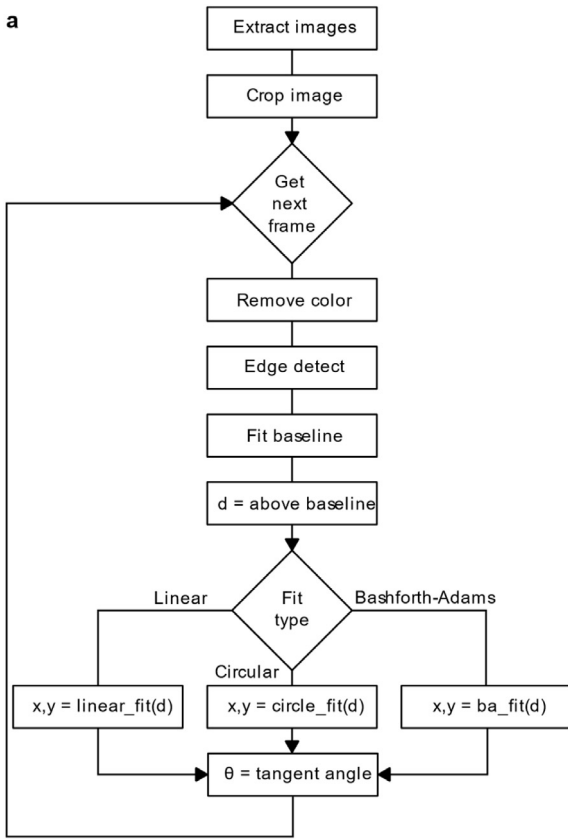 a
Extract images
Crop image
Get
next
frame
Remove color
Edge detect
Fit baseline
d = above baseline
Linear
Fit
type
Bashforth-Adams
Circular
x,y = linear_fit(d)
x,y = circle_fit(d)
x,y = ba_fit(d)
θ = tangent angle